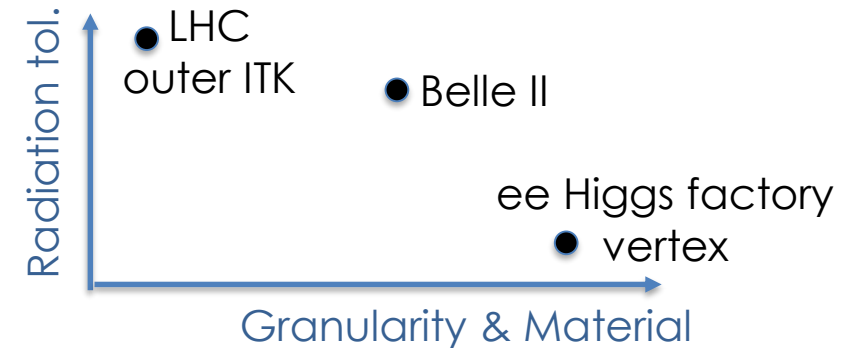 Radiation tol.
LHC
outer ITK
Belle II
ee Higgs factory
vertex
Granularity & Material